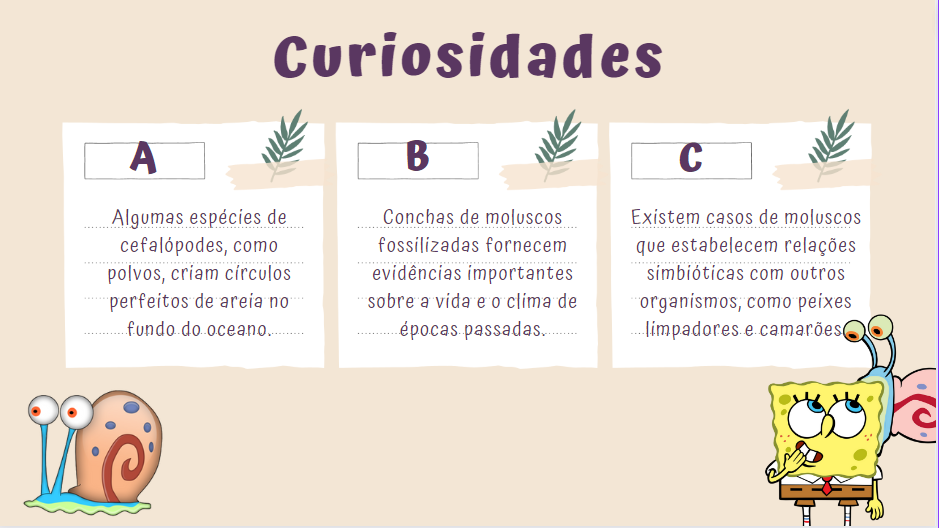 Curiosidades
A
Algumas espécies de
cefalópodes, como
polvos, criam círculos
perfeitos de areia no
fundo do oceano.
B
Conchas de moluscos
fossilizadas fornecem
evidências importantes
sobre a vida e o clima de
épocas passadas.
C
Existem casos de moluscos
que estabelecem relações
simbióticas com outros
organismos, como peixes
limpadores e camarões.